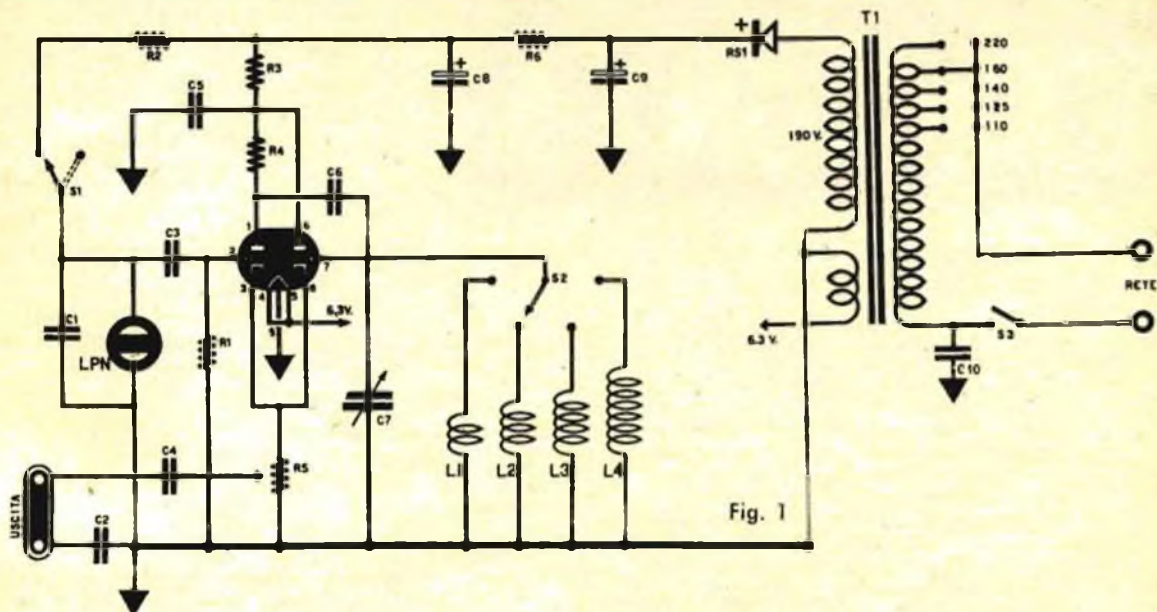 T1
RS1
+
220
160
140
125
110
190 V.
R2
R3
R6
C8
+
C9
+
C5
R4
S1
C6
C3
1
6
2
7
3
4
5
8
9
6,3V.
S2
C1
LPN
R1
C7
6.3 V.
RETE
S3
C10
C4
R5
L1
L2
L3
L4
USCITA
C2
Fig. 1